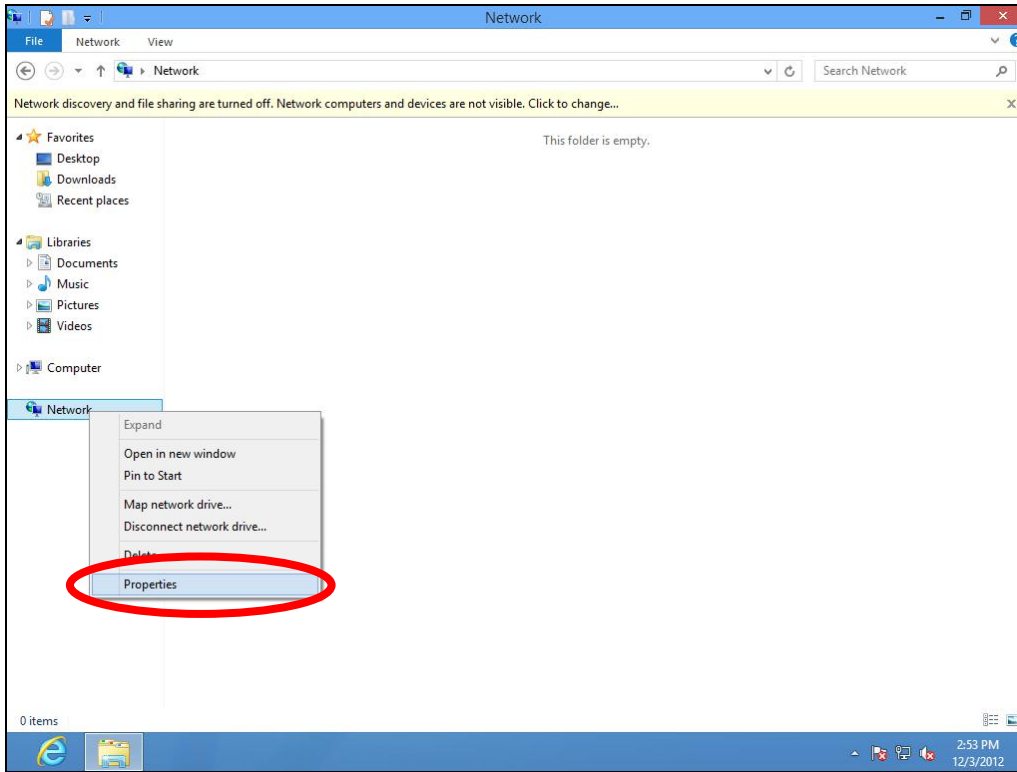 Network
File Network View
Network
Search Network
Network discovery and file sharing are turned off. Network computers and devices are not visible. Click to change...
Favorites
Desktop
Downloads
Recent places
This folder is empty.
Libraries
Documents
Music
Pictures
Videos
Computer
Network
Expand
Open in new window
Pin to Start
Map network drive...
Disconnect network drive...
Delete
Properties
0 items
2:53 PM
12/3/2012